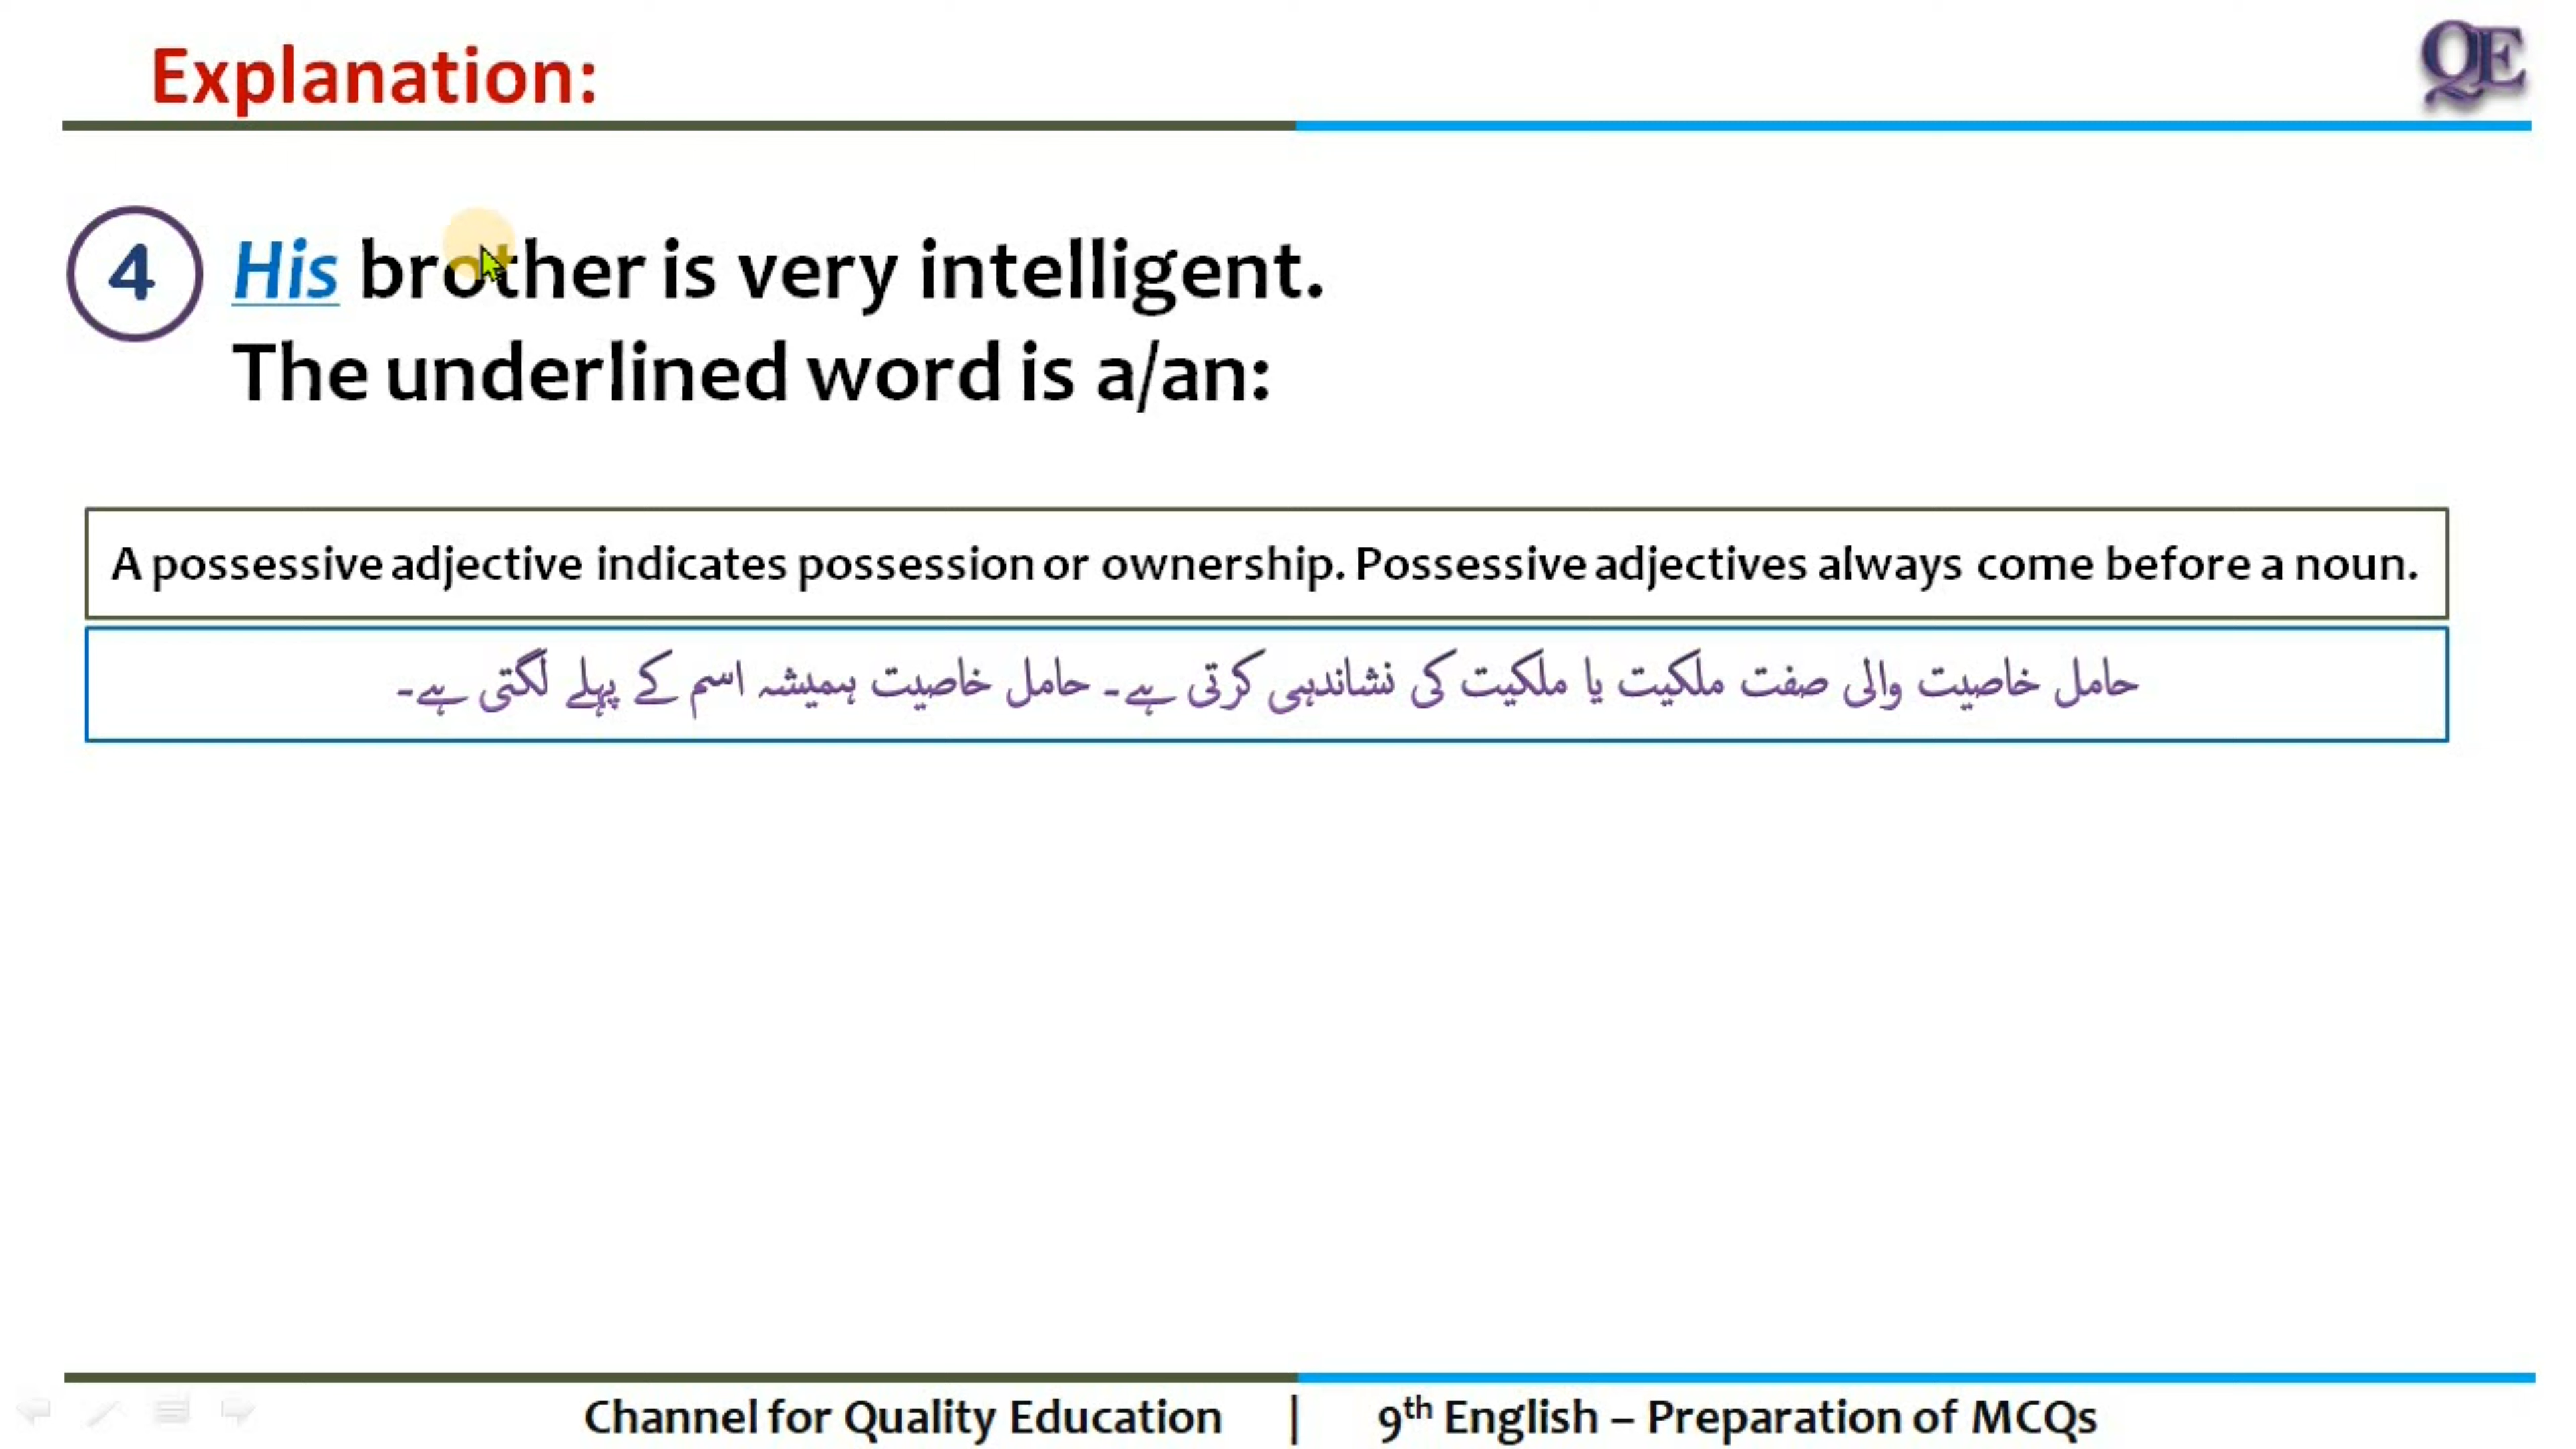 Explanation:
QE
4 His brother is very intelligent.
The underlined word is a/an:
A possessive adjective indicates possession or ownership. Possessive adjectives always come before a noun.
حامل خاصیت والی صفت ملکیت یا ملکیت کی نشاندہی کرتی ہے۔ حامل خاصیت ہمیشہ اسم کے پہلے لگتی ہے۔
Channel for Quality Education | 9th English – Preparation of MCQs